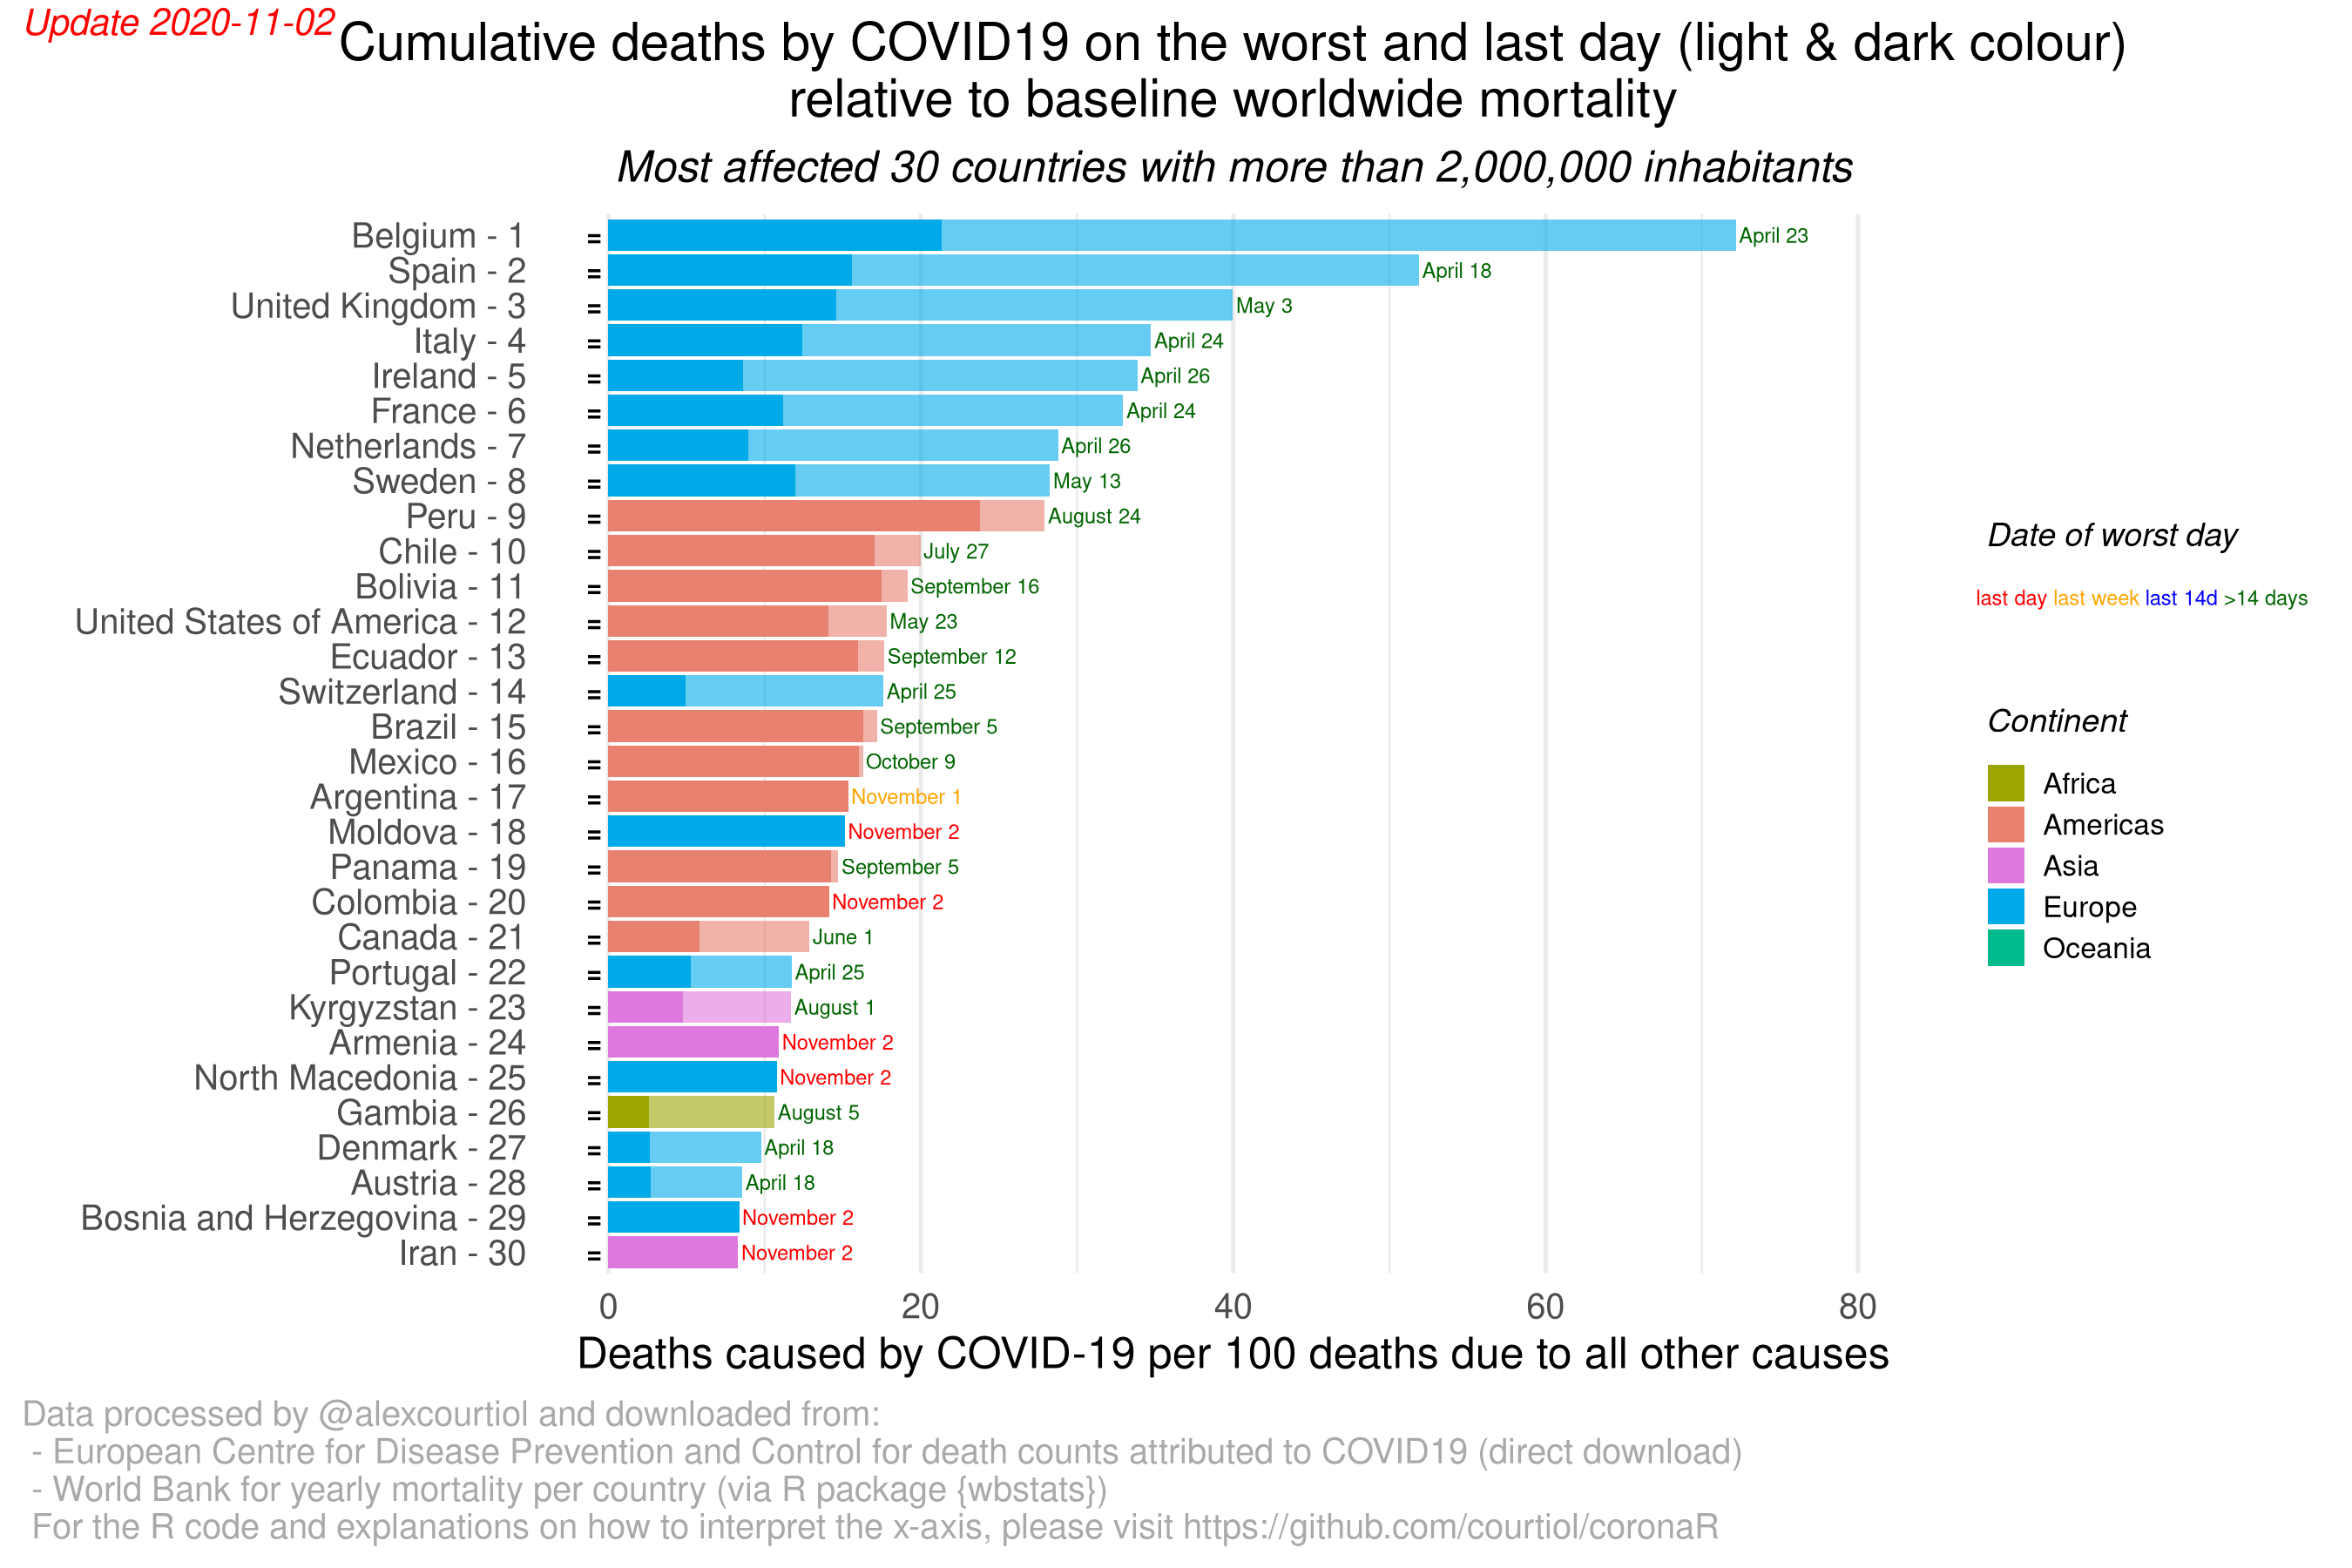 Update 2020-11-02
Cumulative deaths by COVID19 on the worst and last day (light & dark colour)
relative to baseline worldwide mortality
Most affected 30 countries with more than 2,000,000 inhabitants
Belgium - 1 = April 23
Spain - 2 = April 18
United Kingdom - 3 = May 3
Italy - 4 = April 24
Ireland - 5 = April 26
France - 6 = April 24
Netherlands - 7 = April 26
Sweden - 8 = May 13
Peru - 9 = August 24
Chile - 10 = July 27
Bolivia - 11 = September 16
United States of America - 12 = May 23
Ecuador - 13 = September 12
Switzerland - 14 = April 25
Brazil - 15 = September 5
Mexico - 16 = October 9
Argentina - 17 = November 1
Moldova - 18 = November 2
Panama - 19 = September 5
Colombia - 20 = November 2
Canada - 21 = June 1
Portugal - 22 = April 25
Kyrgyzstan - 23 = August 1
Armenia - 24 = November 2
North Macedonia - 25 = November 2
Gambia - 26 = August 5
Denmark - 27 = April 18
Austria - 28 = April 18
Bosnia and Herzegovina - 29 = November 2
Iran - 30 = November 2
0 20 40 60 80
Deaths caused by COVID-19 per 100 deaths due to all other causes
Date of worst day
last day last week last 14d >14 days
Continent
Africa
Americas
Asia
Europe
Oceania
Data processed by @alexcourtiol and downloaded from:
- European Centre for Disease Prevention and Control for death counts attributed to COVID19 (direct download)
- World Bank for yearly mortality per country (via R package {wbstats})
For the R code and explanations on how to interpret the x-axis, please visit https://github.com/courtiol/coronaR